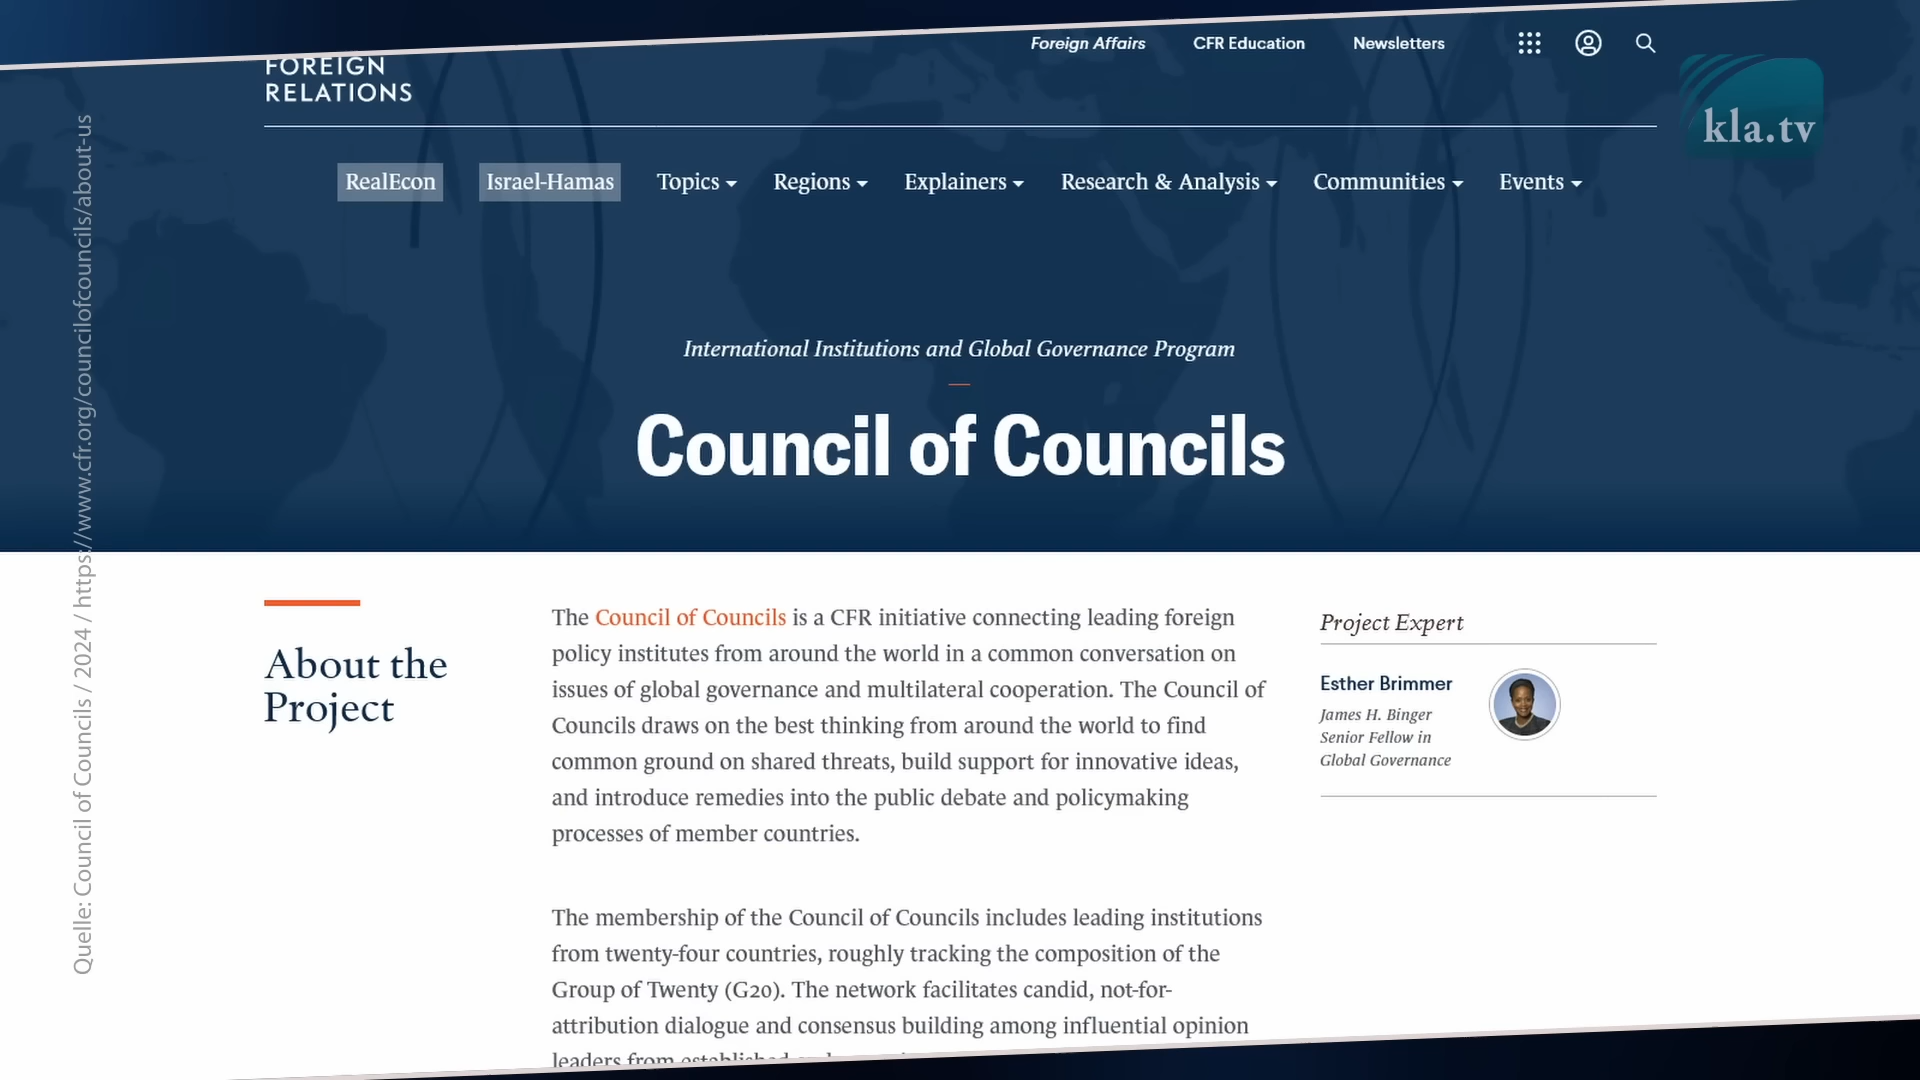 Foreign Affairs CFR Education Newsletters
FOREIGN
RELATIONS
kla.tv
RealEcon Israel-Hamas Topics Regions Explainers Research & Analysis Communities Events
International Institutions and Global Governance Program
Council of Councils
About the
Project
The Council of Councils is a CFR initiative connecting leading foreign
policy institutes from around the world in a common conversation on
issues of global governance and multilateral cooperation. The Council of
Councils draws on the best thinking from around the world to find
common ground on shared threats, build support for innovative ideas,
and introduce remedies into the public debate and policymaking
processes of member countries.
The membership of the Council of Councils includes leading institutions
from twenty-four countries, roughly tracking the composition of the
Group of Twenty (G20). The network facilitates candid, not-for-
attribution dialogue and consensus building among influential opinion
leaders from established
Project Expert
Esther Brimmer
James H. Binger
Senior Fellow in
Global Governance
Quelle: Council of Councils / 2024 / https://www.cfr.org/councilofcouncils/about-us